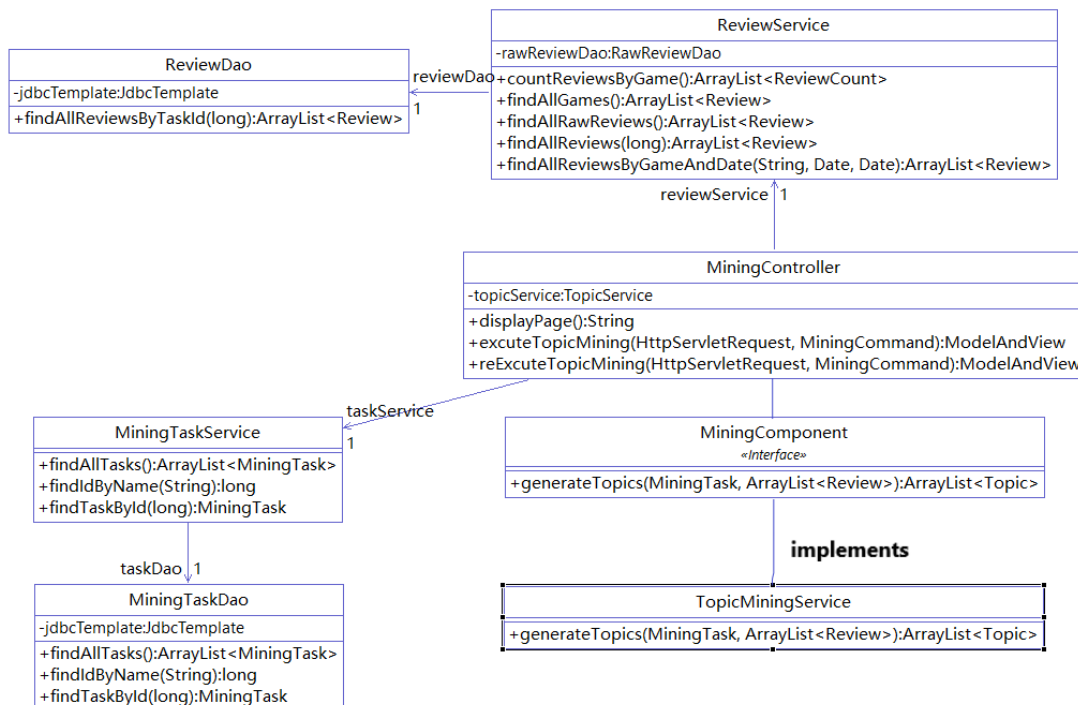 ReviewService
-rawReviewDao:RawReviewDao
+countReviewsByGame():ArrayList<ReviewCount>
+findAllGames():ArrayList<Review>
+findAllRawReviews():ArrayList<Review>
+findAllReviews(long):ArrayList<Review>
+findAllReviewsByGameAndDate(String, Date, Date):ArrayList<Review>
ReviewDao
-jdbcTemplate:JdbcTemplate
+findAllReviewsByTaskId(long):ArrayList<Review>
reviewDao
1
reviewService 1
MiningController
-topicService:TopicService
+displayPage():String
+excuteTopicMining(HttpServletRequest, MiningCommand):ModelAndView
+reExcuteTopicMining(HttpServletRequest, MiningCommand):ModelAndView
taskService
1
MiningTaskService
+findAllTasks():ArrayList<MiningTask>
+findIdByName(String):long
+findTaskById(long):MiningTask
MiningComponent
«Interface»
+generateTopics(MiningTask, ArrayList<Review>):ArrayList<Topic>
implements
taskDao 1
MiningTaskDao
-jdbcTemplate:JdbcTemplate
+findAllTasks():ArrayList<MiningTask>
+findIdByName(String):long
+findTaskById(long):MiningTask
TopicMiningService
+generateTopics(MiningTask, ArrayList<Review>):ArrayList<Topic>